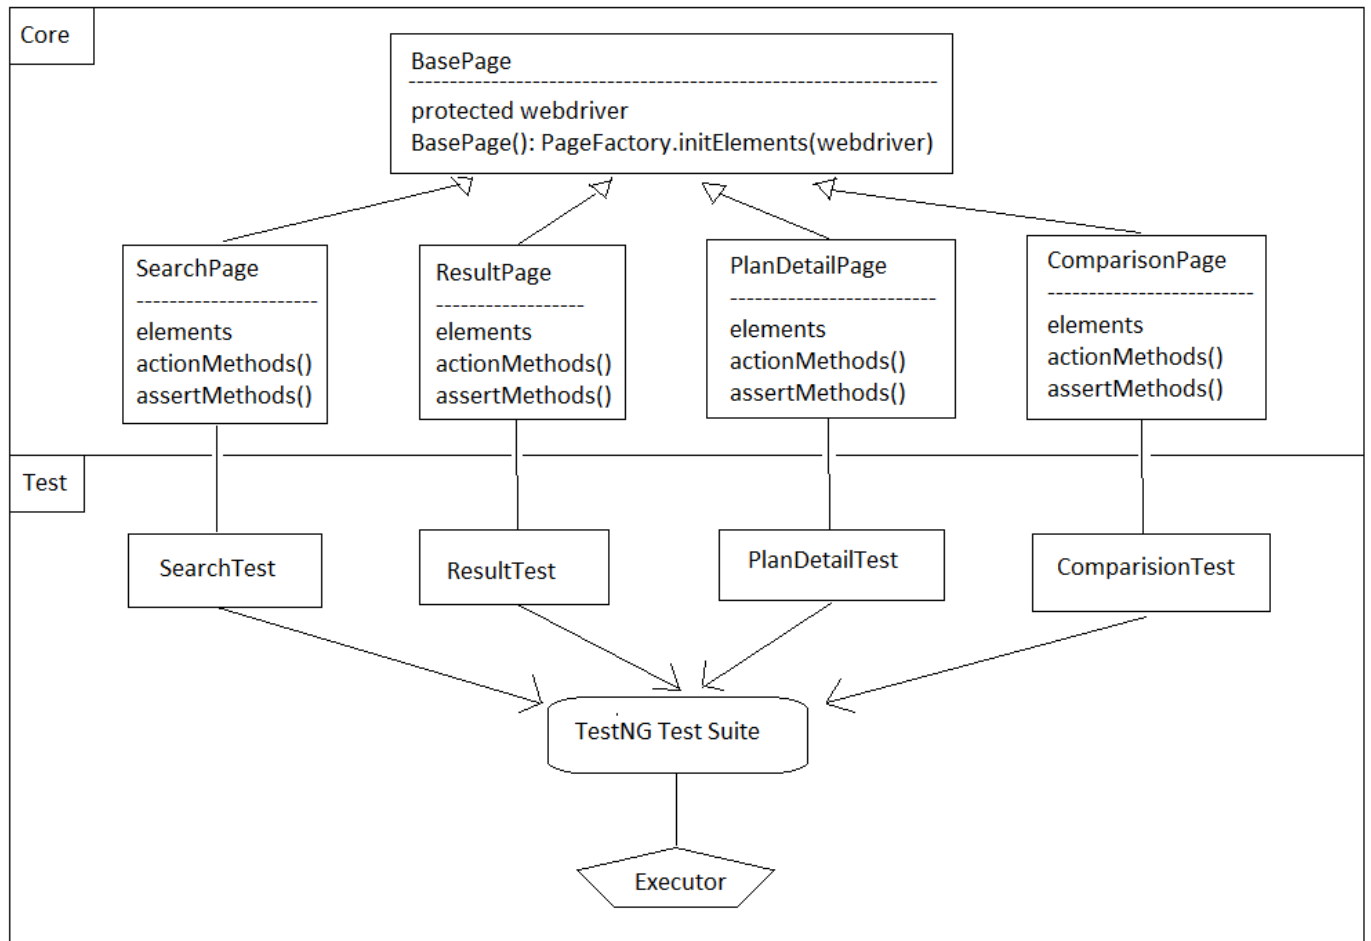 Core
BasePage
--------------------------------------------------------------------
protected webdriver
BasePage(): PageFactory.initElements(webdriver)
SearchPage
-----------------------
elements
actionMethods()
assertMethods()
ResultPage
-------------------
elements
actionMethods()
assertMethods()
PlanDetailPage
--------------------------
elements
actionMethods()
assertMethods()
ComparisonPage
--------------------------
elements
actionMethods()
assertMethods()
Test
SearchTest
ResultTest
PlanDetailTest
ComparisionTest
TestNG Test Suite
Executor